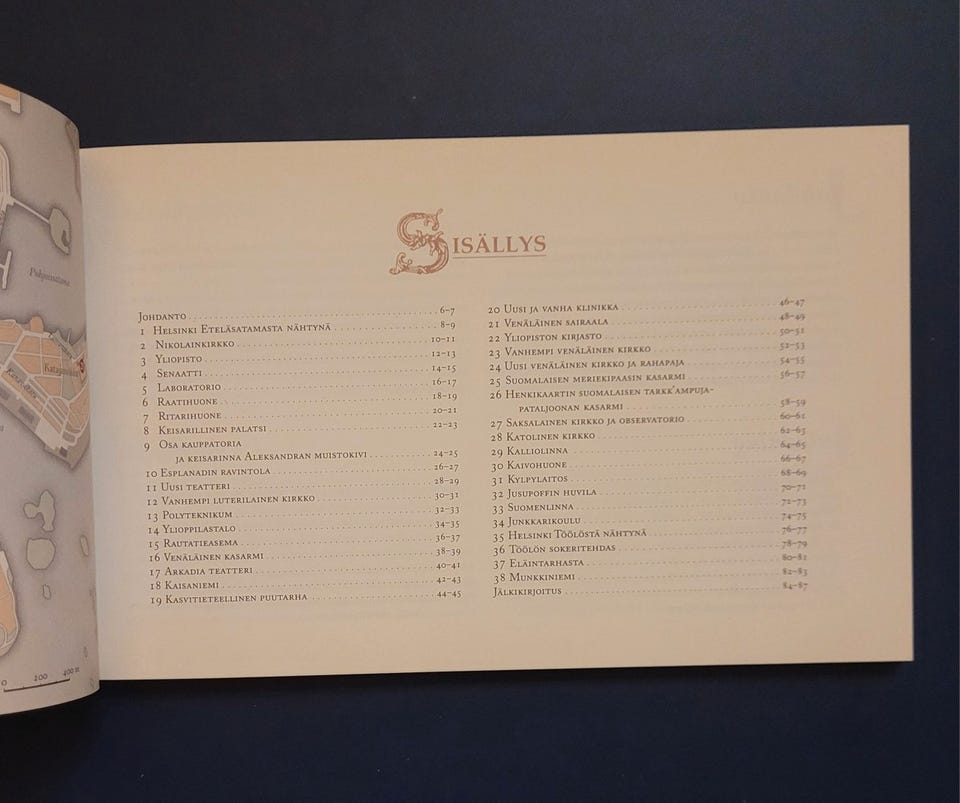 Pohjoissatama
Katajanokka
0 200 400 m
SISÄLLYS
JOHDANTO 6–7
1 HELSINKI ETELÄSATAMASTA NÄHTYNÄ 8–9
2 NIKOLAINKIRKKO 10–11
3 YLIOPISTO 12–13
4 SENAATTI 14–15
5 LABORATORIO 16–17
6 RAATIHUONE 18–19
7 RITARIHUONE 20–21
8 KEISARILLINEN PALATSI 22–23
9 OSA KAUPPATORIA
JA KEISARINNA ALEKSANDRAN MUISTOKIVI 24–25
10 ESPLANADIN RAVINTOLA 26–27
11 UUSI TEATTERI 28–29
12 VANHEMPI LUTERILAINEN KIRKKO 30–31
13 POLYTEKNIKUM 32–33
14 YLIOPPILASTALO 34–35
15 RAUTATIEASEMA 36–37
16 VENÄLÄINEN KASARMI 38–39
17 ARKADIA TEATTERI 40–41
18 KAISANIEMI 42–43
19 KASVITIETEELLINEN PUUTARHA 44–45
20 UUSI JA VANHA KLINIKKA 46–47
21 VENÄLÄINEN SAIRAALA 48–49
22 YLIOPISTON KIRJASTO 50–51
23 VANHEMPI VENÄLÄINEN KIRKKO 52–53
24 UUSI VENÄLÄINEN KIRKKO JA RAHAPAJA 54–55
25 SUOMALAISEN MERIEKIPAASIN KASARMI 56–57
26 HENKIKAARTIN SUOMALAISEN TARKK'AMPUJA-
PATALJOONAN KASARMI 58–59
27 SAKSALAINEN KIRKKO JA OBSERVATORIO 60–61
28 KATOLINEN KIRKKO 62–63
29 KALLIOLINNA 64–65
30 KAIVOHUONE 66–67
31 KYLPYLAITOS 68–69
32 JUSUPOFFIN HUVILA 70–71
33 SUOMENLINNA 72–73
34 JUNKKARIKOULU 74–75
35 HELSINKI TÖÖLÖSTÄ NÄHTYNÄ 76–77
36 TÖÖLÖN SOKERITEHDAS 78–79
37 ELÄINTARHASTA 80–81
38 MUNKKINIEMI 82–83
JÄLKIKIRJOITUS 84–87